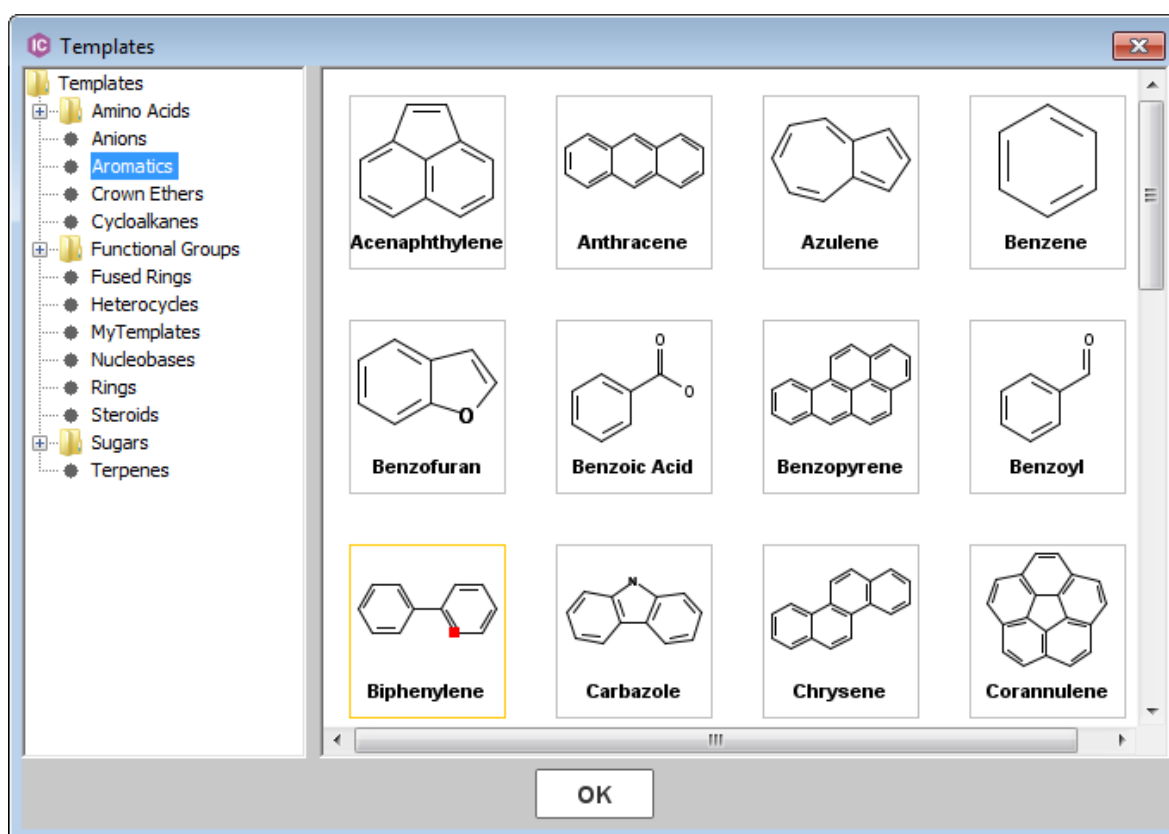 IC Templates
Templates
Amino Acids
Anions
Aromatics
Crown Ethers
Cycloalkanes
Functional Groups
Fused Rings
Heterocycles
MyTemplates
Nucleobases
Rings
Steroids
Sugars
Terpenes
Acenaphthylene
Anthracene
Azulene
Benzene
O
Benzofuran
O
O
Benzoic Acid
Benzopyrene
O
Benzoyl
Biphenylene
N
Carbazole
Chrysene
Corannulene
OK